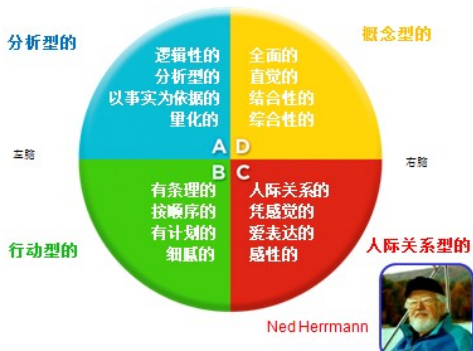 分析型的
概念型的
逻辑性的
分析型的
以事实为依据的
量化的
全面的
直觉的
结合性的
综合性的
A D
左脑
右脑
B C
有条理的
按顺序的
有计划的
细腻的
人际关系的
凭感觉的
爱表达的
感性的
行动型的
人际关系型的
Ned Herrmann